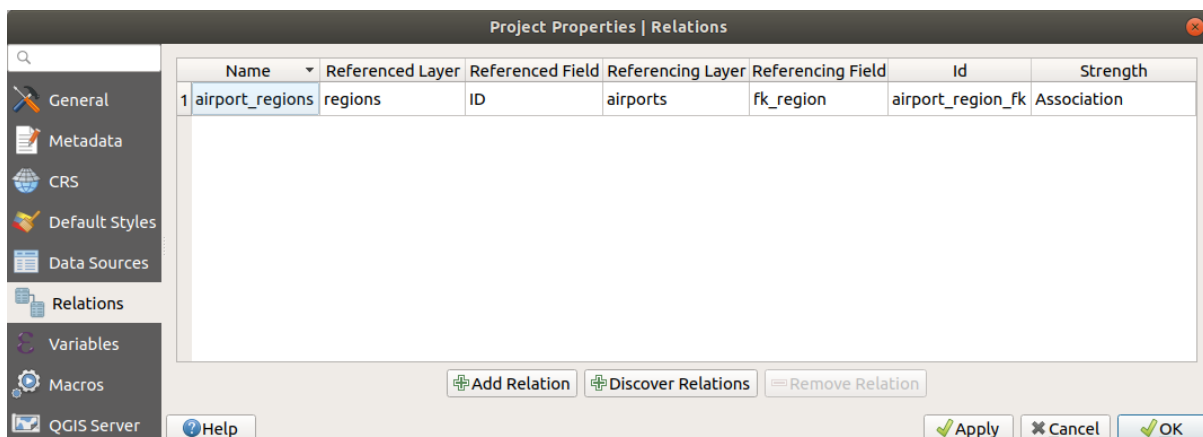 Project Properties | Relations
General
Metadata
CRS
Default Styles
Data Sources
Relations
Variables
Macros
QGIS Server
Name Referenced Layer Referenced Field Referencing Layer Referencing Field Id Strength
1 airport_regions regions ID airports fk_region airport_region_fk Association
Add Relation Discover Relations Remove Relation
Help Apply Cancel OK